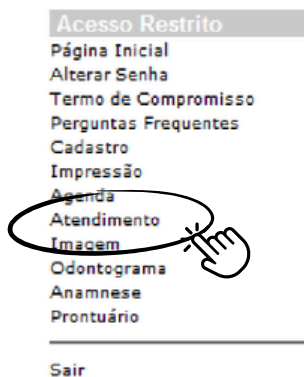 Acesso Restrito
Página Inicial
Alterar Senha
Termo de Compromisso
Perguntas Frequentes
Cadastro
Impressão
Agenda
Atendimento
Imagem
Odontograma
Anamnese
Prontuário
Sair